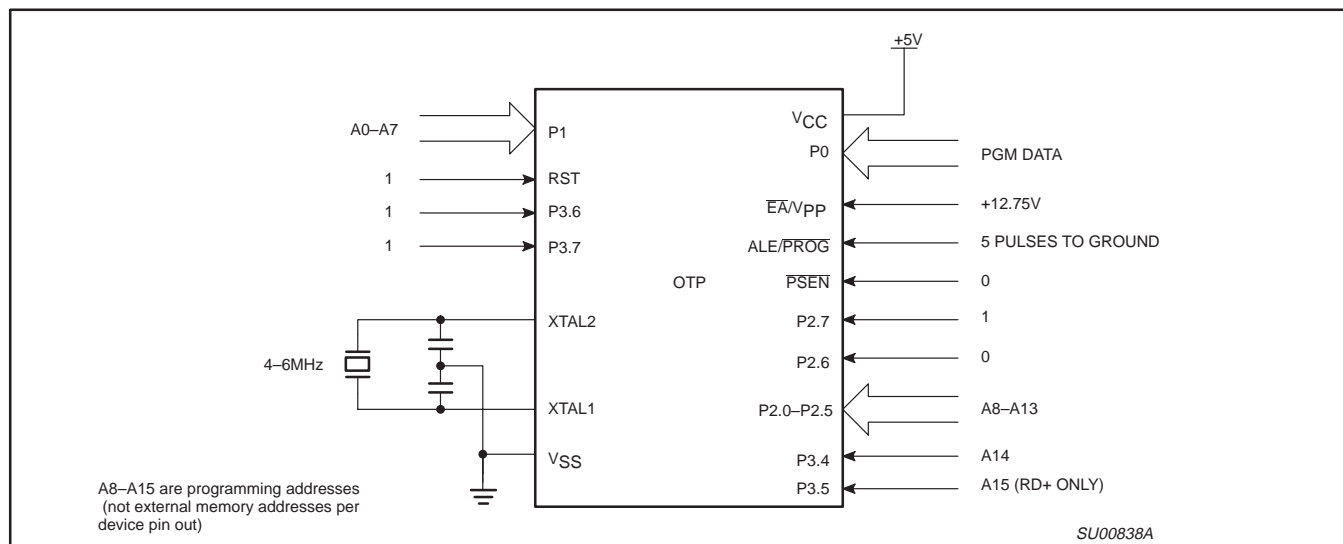 +5V
A0–A7
P1
VCC
P0
PGM DATA
1
RST
1
P3.6
EA/VPP
+12.75V
1
P3.7
ALE/PROG
5 PULSES TO GROUND
OTP
PSEN
0
XTAL2
P2.7
1
4–6MHz
P2.6
0
XTAL1
P2.0–P2.5
A8–A13
VSS
P3.4
A14
P3.5
A15 (RD+ ONLY)
A8–A15 are programming addresses
(not external memory addresses per
device pin out)
SU00838A